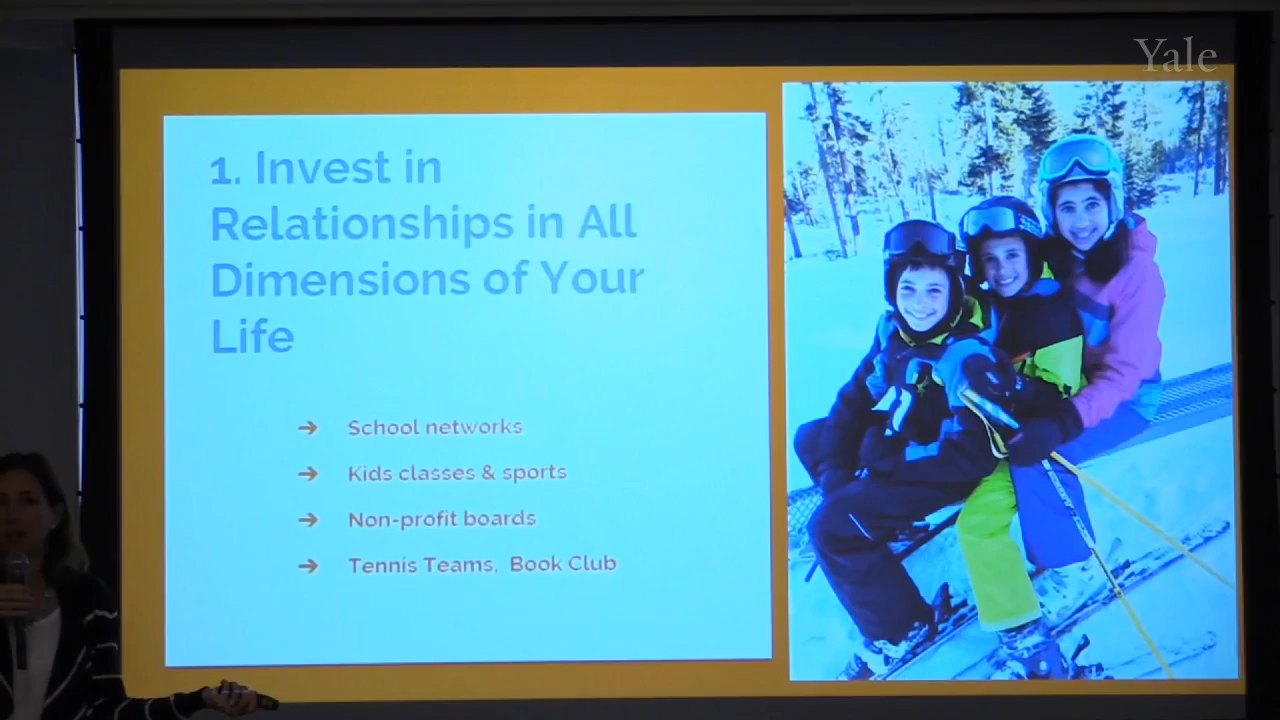 Yale
1. Invest in
Relationships in All
Dimensions of Your
Life
→ School networks
→ Kids classes & sports
→ Non-profit boards
→ Tennis Teams, Book Club